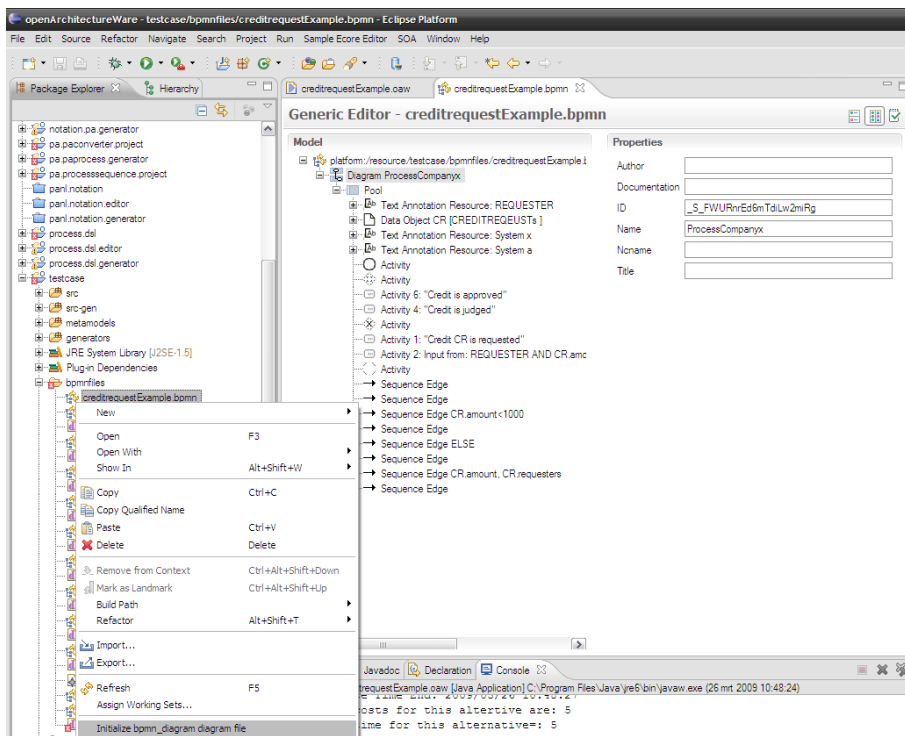 openArchitectureWare - testcase/bpmnfiles/creditrequestExample.bpmn - Eclipse Platform
File Edit Source Refactor Navigate Search Project Run Sample Ecore Editor SOA Window Help
Package Explorer
Hierarchy
creditrequestExample.oaw
creditrequestExample.bpmn
notation.pa.generator
pa.paconverter.project
pa.paprocess.generator
pa.processsequence.project
panl.notation
panl.notation.editor
panl.notation.generator
process.dsl
process.dsl.editor
process.dsl.generator
testcase
src
src-gen
metamodels
generators
JRE System Library [J2SE-1.5]
Plug-in Dependencies
bpmnfiles
creditrequestExample.bpmn
New
Open F3
Open With
Show In Alt+Shift+W
Copy Ctrl+C
Copy Qualified Name
Paste Ctrl+V
Delete Delete
Remove from Context Ctrl+Alt+Shift+Down
Mark as Landmark Ctrl+Alt+Shift+Up
Build Path
Refactor Alt+Shift+T
Import...
Export...
Refresh F5
Assign Working Sets...
Initialize bpmn_diagram diagram file
Generic Editor - creditrequestExample.bpmn
Model
platform:/resource/testcase/bpmnfiles/creditrequestExample.b
Diagram ProcessCompanyx
Pool
Text Annotation Resource: REQUESTER
Data Object CR [CREDITREQEUSTs ]
Text Annotation Resource: System x
Text Annotation Resource: System a
Activity
Activity
Activity 6: "Credit is approved"
Activity 4: "Credit is judged"
Activity
Activity 1: "Credit CR is requested"
Activity 2: Input from: REQUESTER AND CR.amc
Activity
Sequence Edge
Sequence Edge
Sequence Edge CR.amount<1000
Sequence Edge
Sequence Edge ELSE
Sequence Edge
Sequence Edge CR.amount, CR.requesters
Sequence Edge
Properties
Author
Documentation
ID _S_FWURnrEd6mTdiLw2miRg
Name ProcessCompanyx
Ncname
Title
Javadoc
Declaration
Console
trequestExample.oaw [Java Application] C:\Program Files\Java\jre6\bin\javaw.exe (26 mrt 2009 10:48:24)
osts for this altertive are: 5
ime for this alternative=: 5